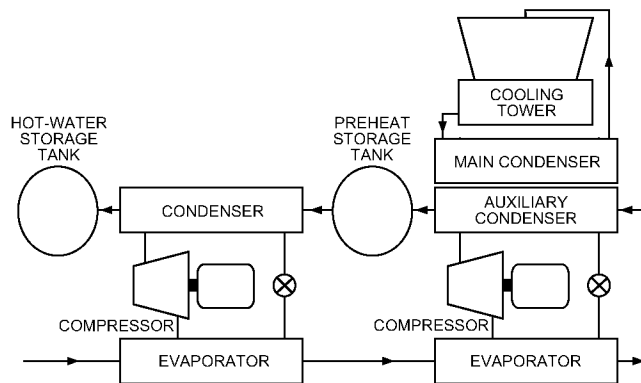 COOLING
TOWER
HOT-WATER
STORAGE
TANK
PREHEAT
STORAGE
TANK
MAIN CONDENSER
CONDENSER
AUXILIARY
CONDENSER
COMPRESSOR
COMPRESSOR
EVAPORATOR
EVAPORATOR